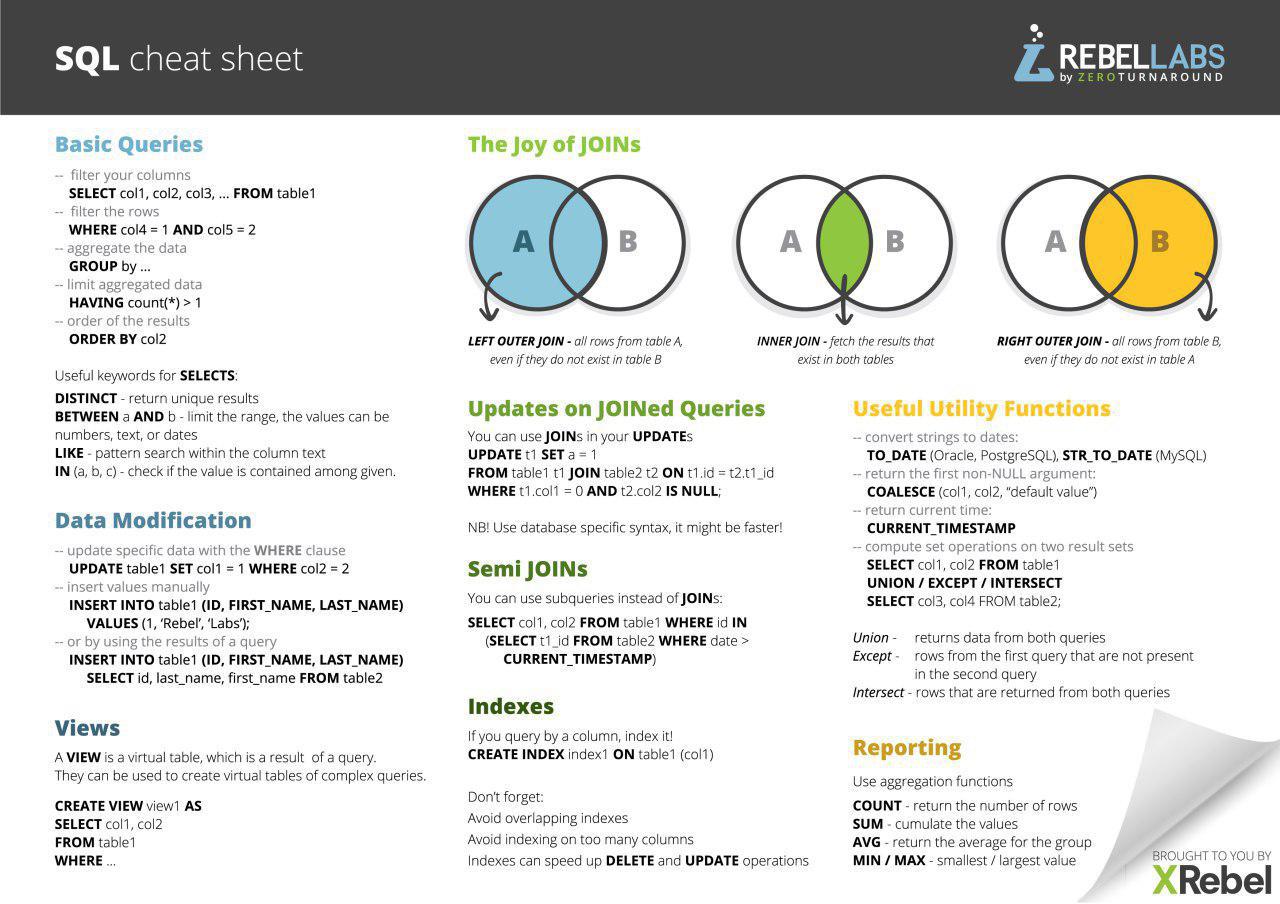 SQL cheat sheet
REBELLABS
by ZEROTURNAROUND
Basic Queries
-- filter your columns
SELECT col1, col2, col3, ... FROM table1
-- filter the rows
WHERE col4 = 1 AND col5 = 2
-- aggregate the data
GROUP by ...
-- limit aggregated data
HAVING count(*) > 1
-- order of the results
ORDER BY col2
Useful keywords for SELECTS:
DISTINCT - return unique results
BETWEEN a AND b - limit the range, the values can be
numbers, text, or dates
LIKE - pattern search within the column text
IN (a, b, c) - check if the value is contained among given.
Data Modification
-- update specific data with the WHERE clause
UPDATE table1 SET col1 = 1 WHERE col2 = 2
-- insert values manually
INSERT INTO table1 (ID, FIRST_NAME, LAST_NAME)
VALUES (1, ‘Rebel’, ‘Labs’);
-- or by using the results of a query
INSERT INTO table1 (ID, FIRST_NAME, LAST_NAME)
SELECT id, last_name, first_name FROM table2
Views
A VIEW is a virtual table, which is a result of a query.
They can be used to create virtual tables of complex queries.
CREATE VIEW view1 AS
SELECT col1, col2
FROM table1
WHERE ...
The Joy of JOINs
A B
A B
A B
LEFT OUTER JOIN - all rows from table A,
even if they do not exist in table B
INNER JOIN - fetch the results that
exist in both tables
RIGHT OUTER JOIN - all rows from table B,
even if they do not exist in table A
Updates on JOINed Queries
You can use JOINs in your UPDATEs
UPDATE t1 SET a = 1
FROM table1 t1 JOIN table2 t2 ON t1.id = t2.t1_id
WHERE t1.col1 = 0 AND t2.col2 IS NULL;
NB! Use database specific syntax, it might be faster!
Semi JOINs
You can use subqueries instead of JOINs:
SELECT col1, col2 FROM table1 WHERE id IN
(SELECT t1_id FROM table2 WHERE date >
CURRENT_TIMESTAMP)
Indexes
If you query by a column, index it!
CREATE INDEX index1 ON table1 (col1)
Don’t forget:
Avoid overlapping indexes
Avoid indexing on too many columns
Indexes can speed up DELETE and UPDATE operations
Useful Utility Functions
-- convert strings to dates:
TO_DATE (Oracle, PostgreSQL), STR_TO_DATE (MySQL)
-- return the first non-NULL argument:
COALESCE (col1, col2, “default value”)
-- return current time:
CURRENT_TIMESTAMP
-- compute set operations on two result sets
SELECT col1, col2 FROM table1
UNION / EXCEPT / INTERSECT
SELECT col3, col4 FROM table2;
Union - returns data from both queries
Except - rows from the first query that are not present
in the second query
Intersect - rows that are returned from both queries
Reporting
Use aggregation functions
COUNT - return the number of rows
SUM - cumulate the values
AVG - return the average for the group
MIN / MAX - smallest / largest value
BROUGHT TO YOU BY
XRebel